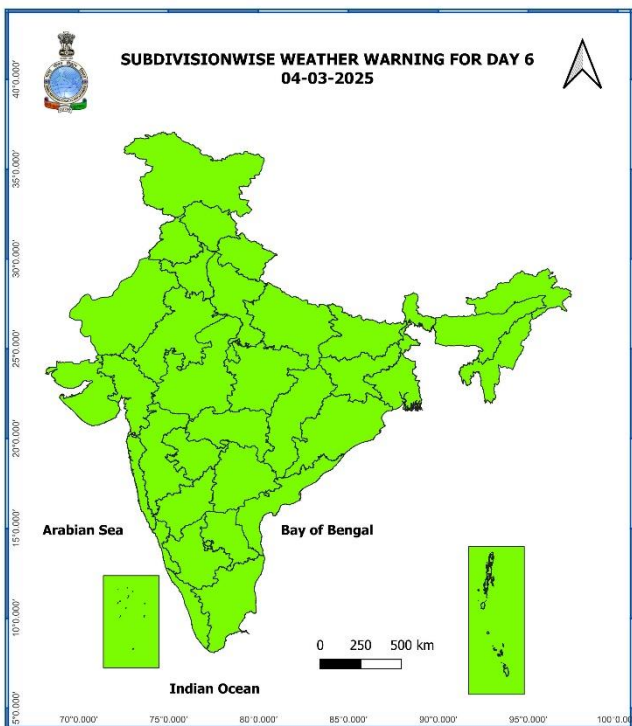 SUBDIVISIONWISE WEATHER WARNING FOR DAY 6
04-03-2025
40°0.000'
35°0.000'
30°0.000'
25°0.000'
20°0.000'
15°0.000'
10°0.000'
5°0.000'
Arabian Sea
Bay of Bengal
0 250 500 km
Indian Ocean
70°0.000' 75°0.000' 80°0.000' 85°0.000' 90°0.000' 95°0.000' 100°0.0